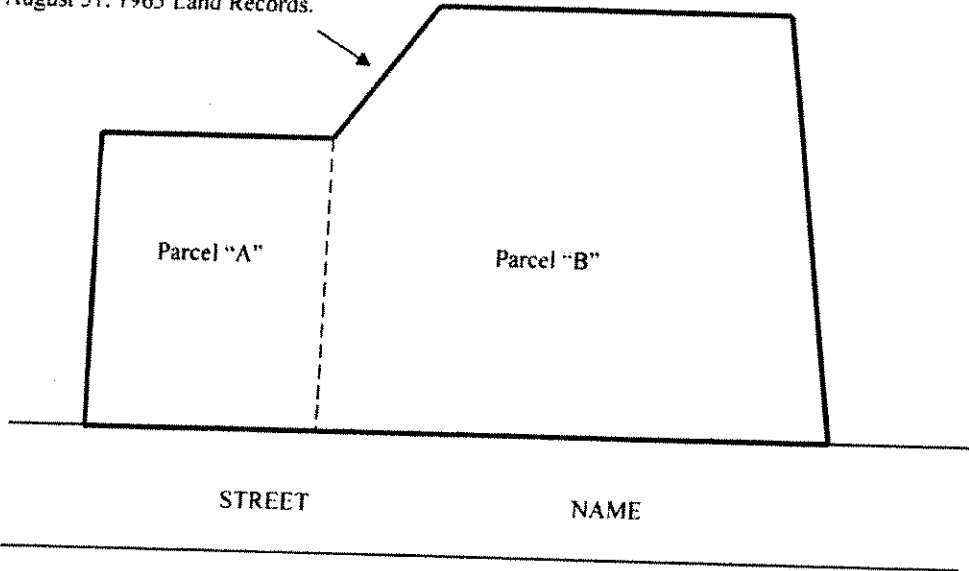 August 31. 1965 Land Records.
Parcel "A"
Parcel "B"
STREET NAME